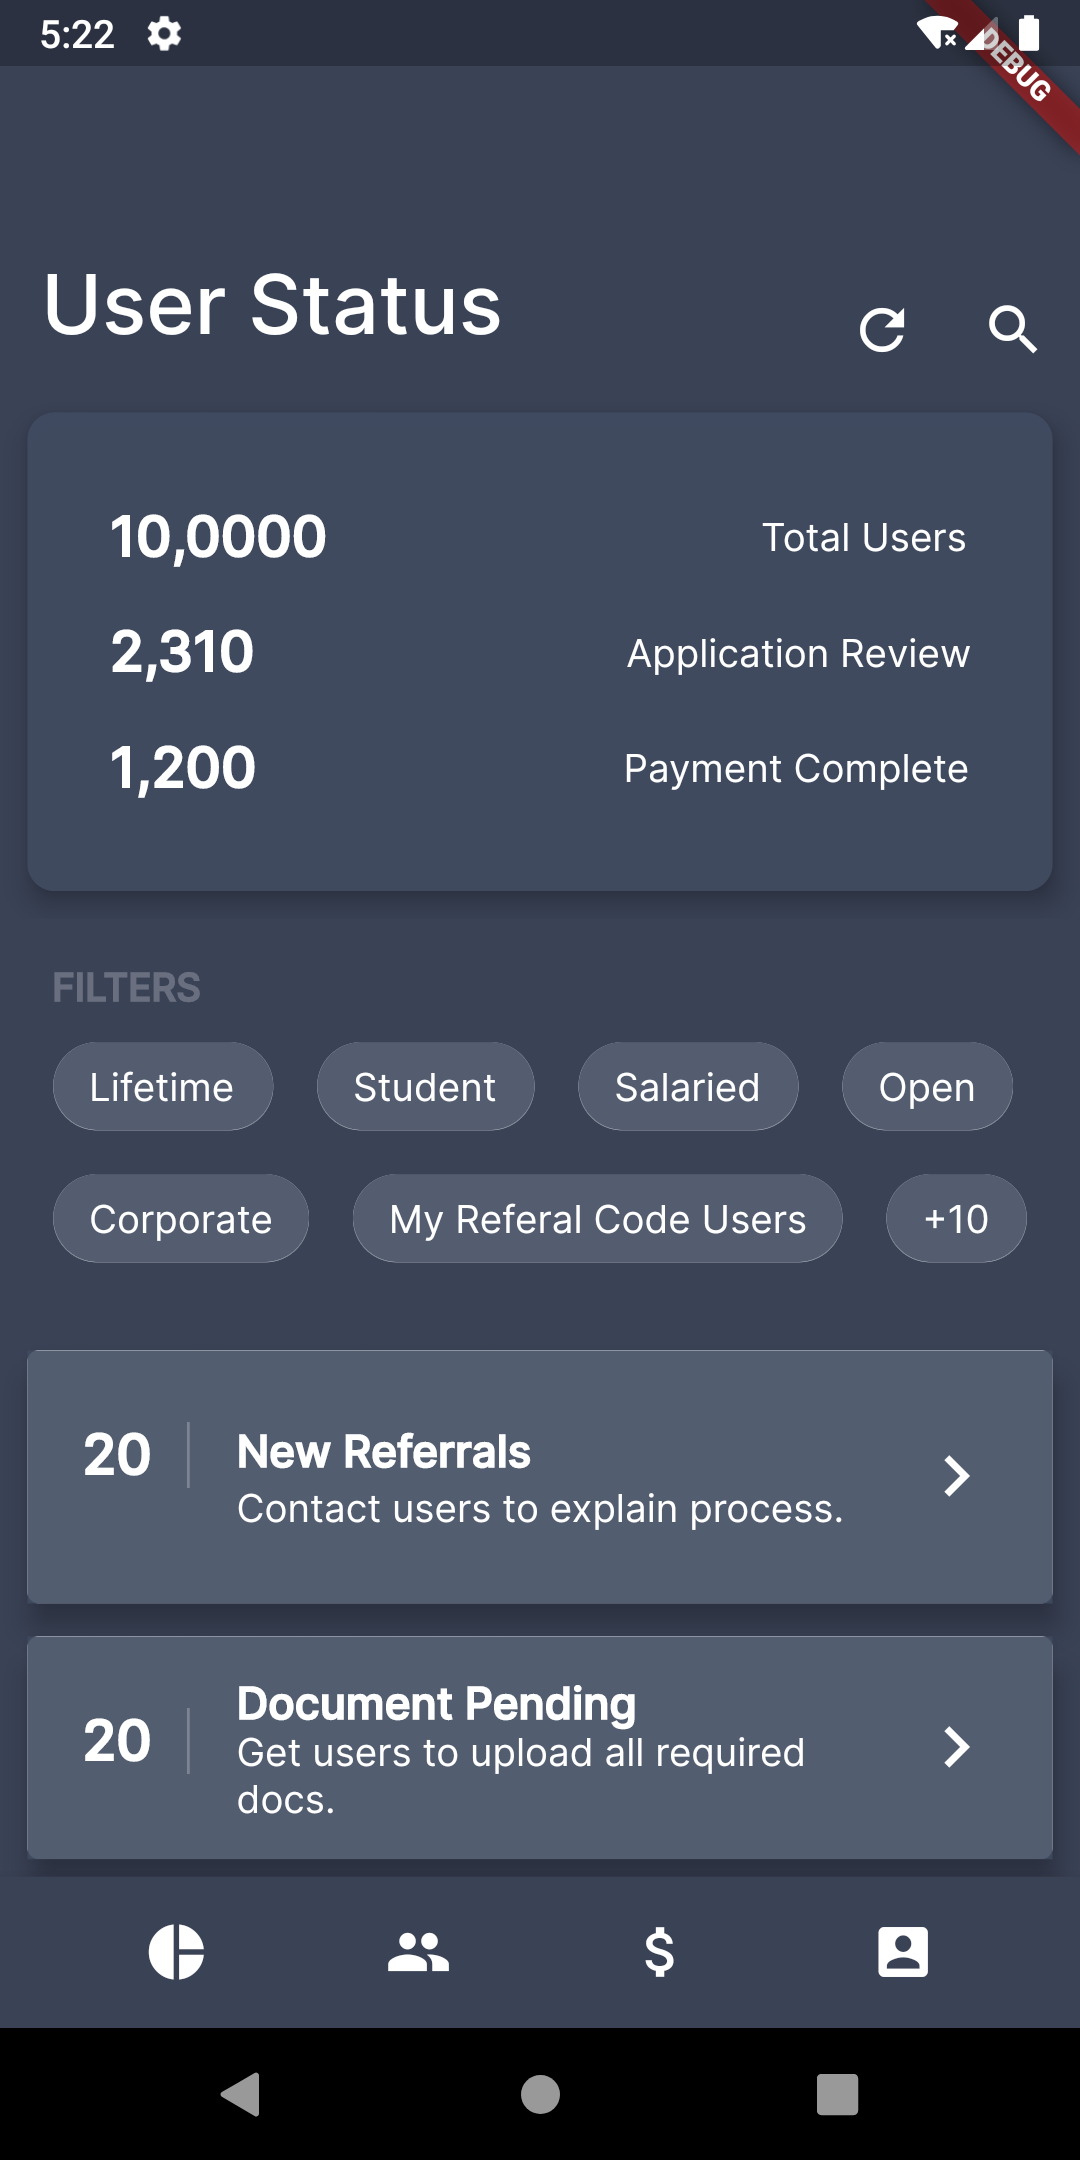 5:22
DEBUG
User Status
10,0000 Total Users
2,310 Application Review
1,200 Payment Complete
FILTERS
Lifetime Student Salaried Open
Corporate My Referal Code Users +10
20 New Referrals
Contact users to explain process.
20 Document Pending
Get users to upload all required
docs.